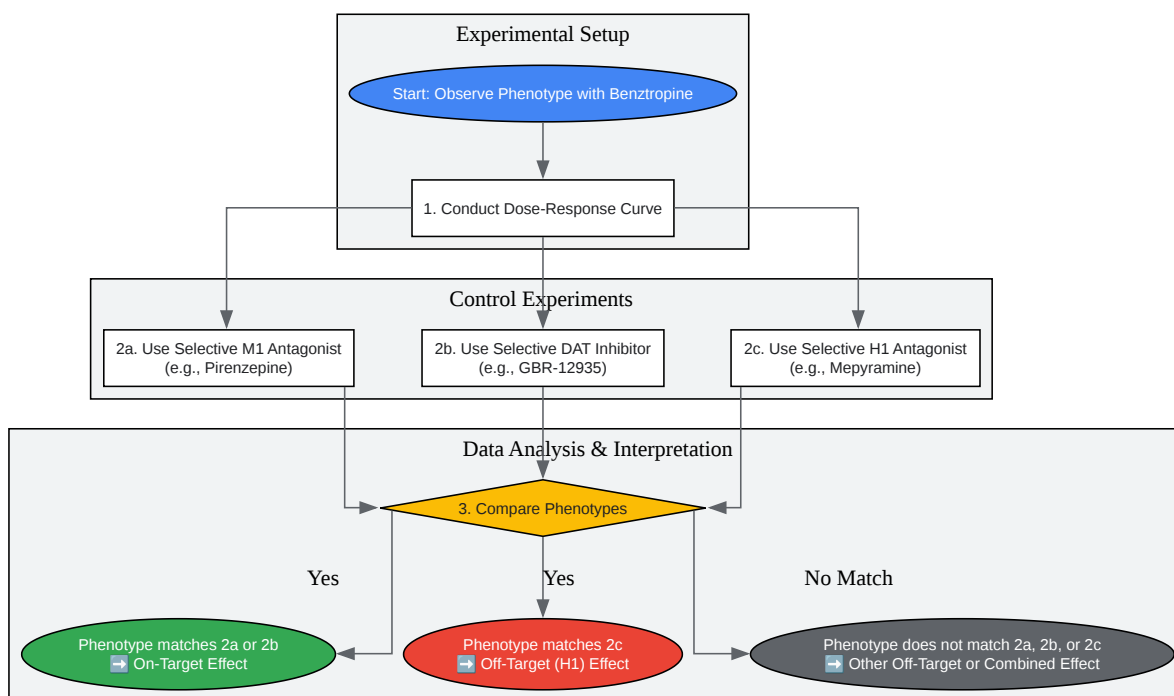 Experimental Setup
Start: Observe Phenotype with Benztropine
1. Conduct Dose-Response Curve
Control Experiments
2a. Use Selective M1 Antagonist
(e.g., Pirenzepine)
2b. Use Selective DAT Inhibitor
(e.g., GBR-12935)
2c. Use Selective H1 Antagonist
(e.g., Mepyramine)
Data Analysis & Interpretation
3. Compare Phenotypes
Yes
Yes
No Match
Phenotype matches 2a or 2b
➡️ On-Target Effect
Phenotype matches 2c
➡️ Off-Target (H1) Effect
Phenotype does not match 2a, 2b, or 2c
➡️ Other Off-Target or Combined Effect